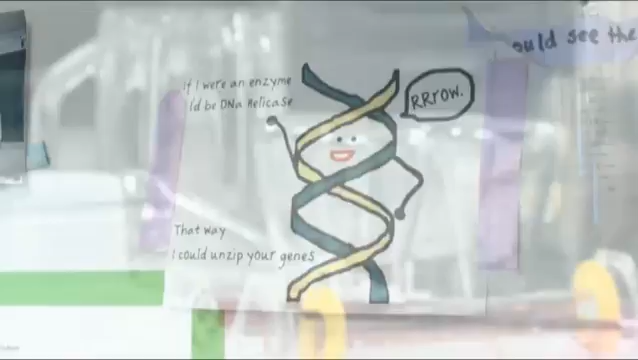 ould see the
If I were an enzyme
I'd be DNA Helicase
RRrow.
That way
I could unzip your genes